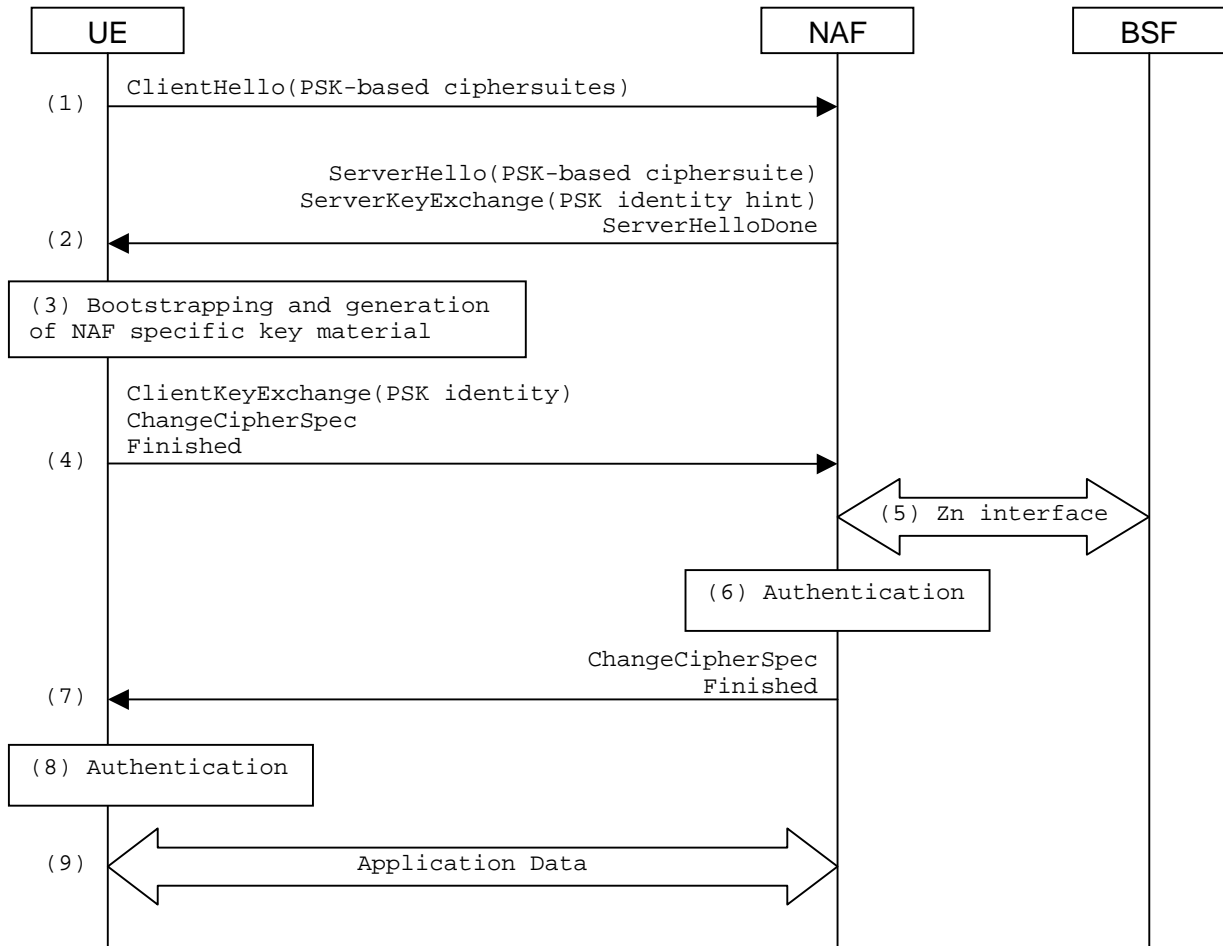 UE
NAF
BSF
(1)
ClientHello(PSK-based ciphersuites)
ServerHello(PSK-based ciphersuite)
ServerKeyExchange(PSK identity hint)
ServerHelloDone
(2)
(3) Bootstrapping and generation
of NAF specific key material
ClientKeyExchange(PSK identity)
ChangeCipherSpec
Finished
(4)
(5) Zn interface
(6) Authentication
ChangeCipherSpec
Finished
(7)
(8) Authentication
(9)
Application Data